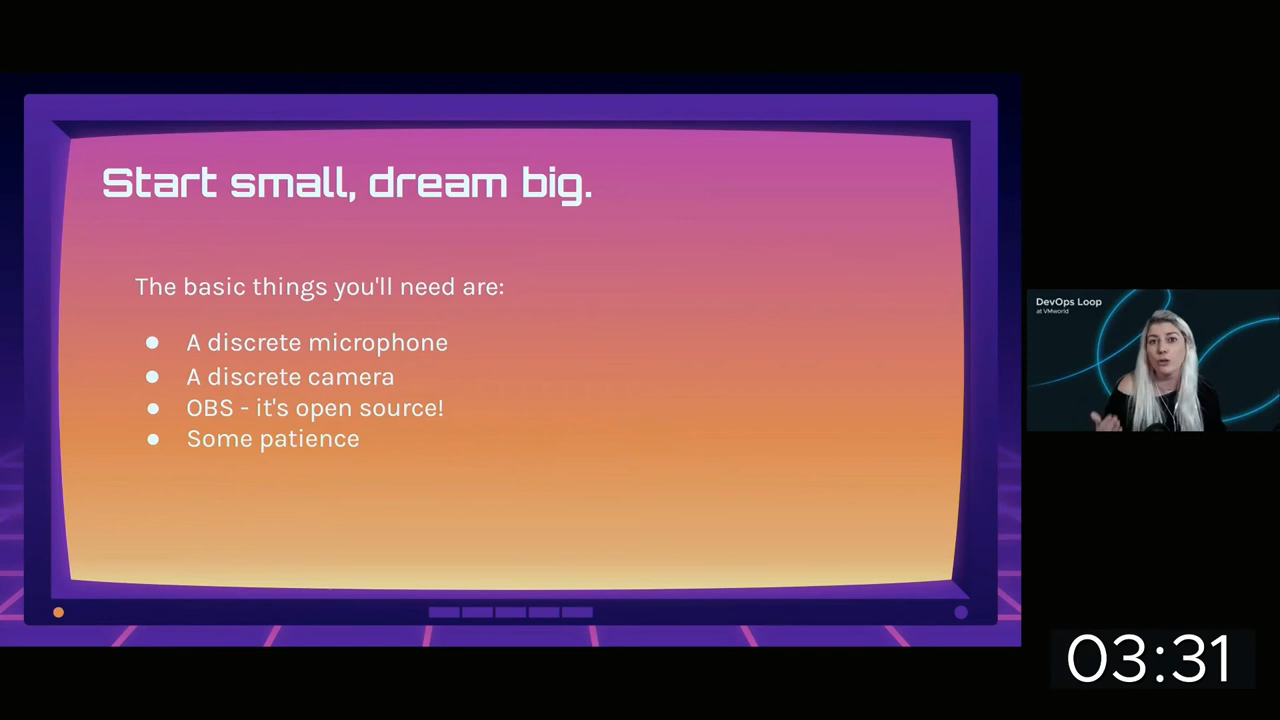 Start small, dream big.
The basic things you'll need are:
● A discrete microphone
● A discrete camera
● OBS - it's open source!
● Some patience
DevOps Loop
at VMworld
03:31